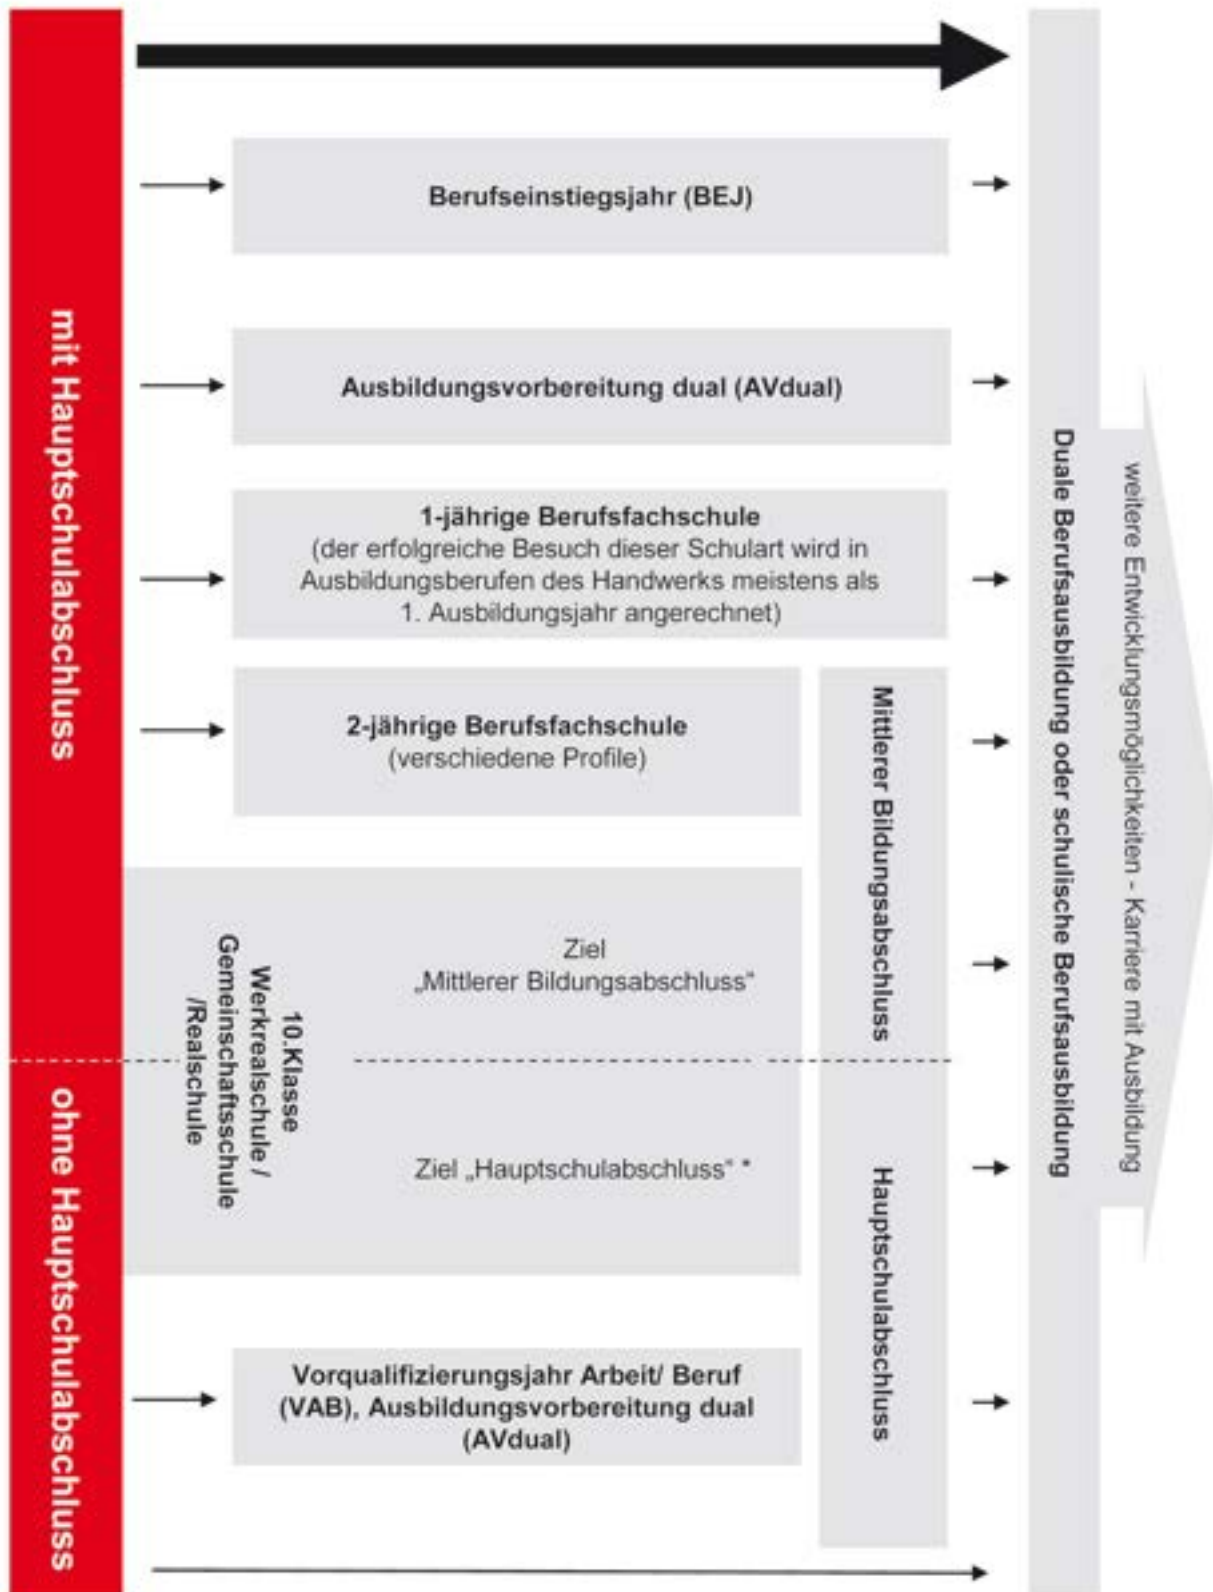 mit Hauptschulabschluss
Berufseinstiegsjahr (BEJ)
Ausbildungsvorbereitung dual (AVdual)
1-jährige Berufsfachschule
(der erfolgreiche Besuch dieser Schulart wird in
Ausbildungsberufen des Handwerks meistens als
1. Ausbildungsjahr angerechnet)
2-jährige Berufsfachschule
(verschiedene Profile)
Mittlerer Bildungsabschluss
10.Klasse
Werkrealschule /
Gemeinschaftsschule
/Realschule
Ziel
„Mittlerer Bildungsabschluss“
ohne Hauptschulabschluss
Ziel „Hauptschulabschluss“ *
Hauptschulabschluss
Vorqualifizierungsjahr Arbeit/ Beruf
(VAB), Ausbildungsvorbereitung dual
(AVdual)
Duale Berufsausbildung oder schulische Berufsausbildung
weitere Entwicklungsmöglichkeiten - Karriere mit Ausbildung